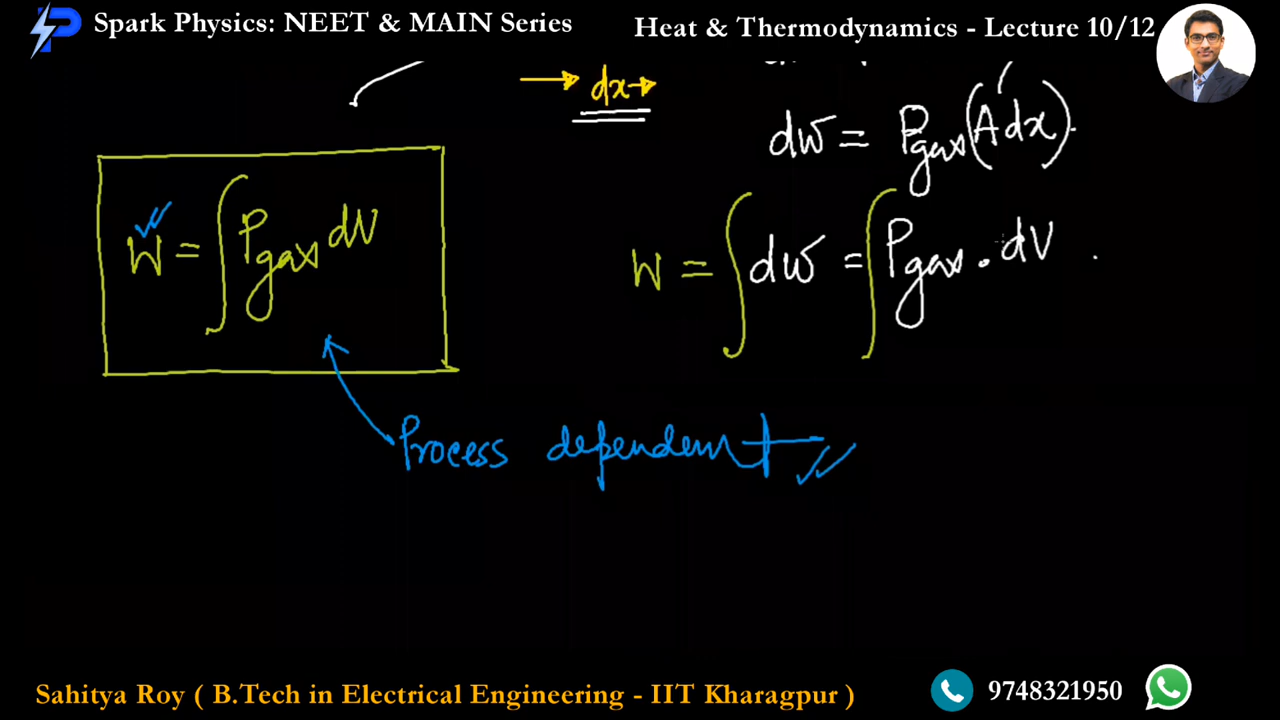 Spark Physics: NEET & MAIN Series
Heat & Thermodynamics - Lecture 10/12
dx
dw = Pgas(Adx).
W = ∫ Pgas dV
W = ∫ dw = ∫ Pgas . dV .
Process dependent
Sahitya Roy ( B.Tech in Electrical Engineering - IIT Kharagpur )
9748321950